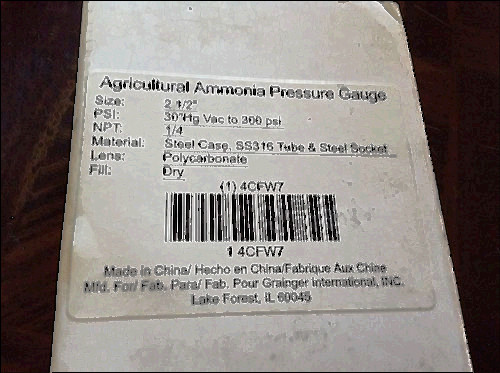 Agricultural Ammonia Pressure Gauge
Size: 2 1/2"
PSI: 30"Hg Vac to 300 psi
NPT: 1/4
Material: Steel Case, SS316 Tube & Steel Socket
Lens: Polycarbonate
Fill: Dry
(1) 4CFW7
1 4CFW7
Made in China/ Hecho en China/Fabrique Aux Chine
Mfd. For/ Fab. Para/ Fab. Pour Grainger International, INC.
Lake Forest, IL 60045